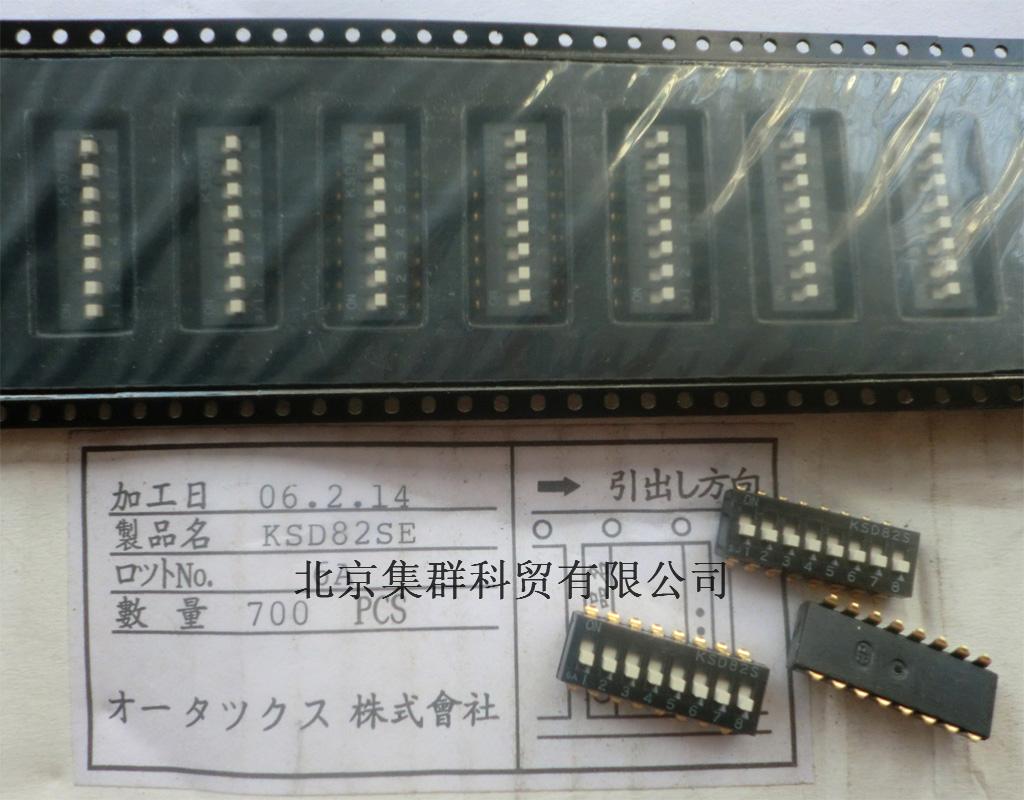 加工日 06.2.14
製品名 KSD82SE
ロットNo. 6A
數量 700 PCS
オータックス 株式會社
引出し方向
北京集群科贸有限公司
ON
KSD82S
1 2 3 4 5 6 7 8
ON
KSD82S
6A 1 2 3 4 5 6 7 8